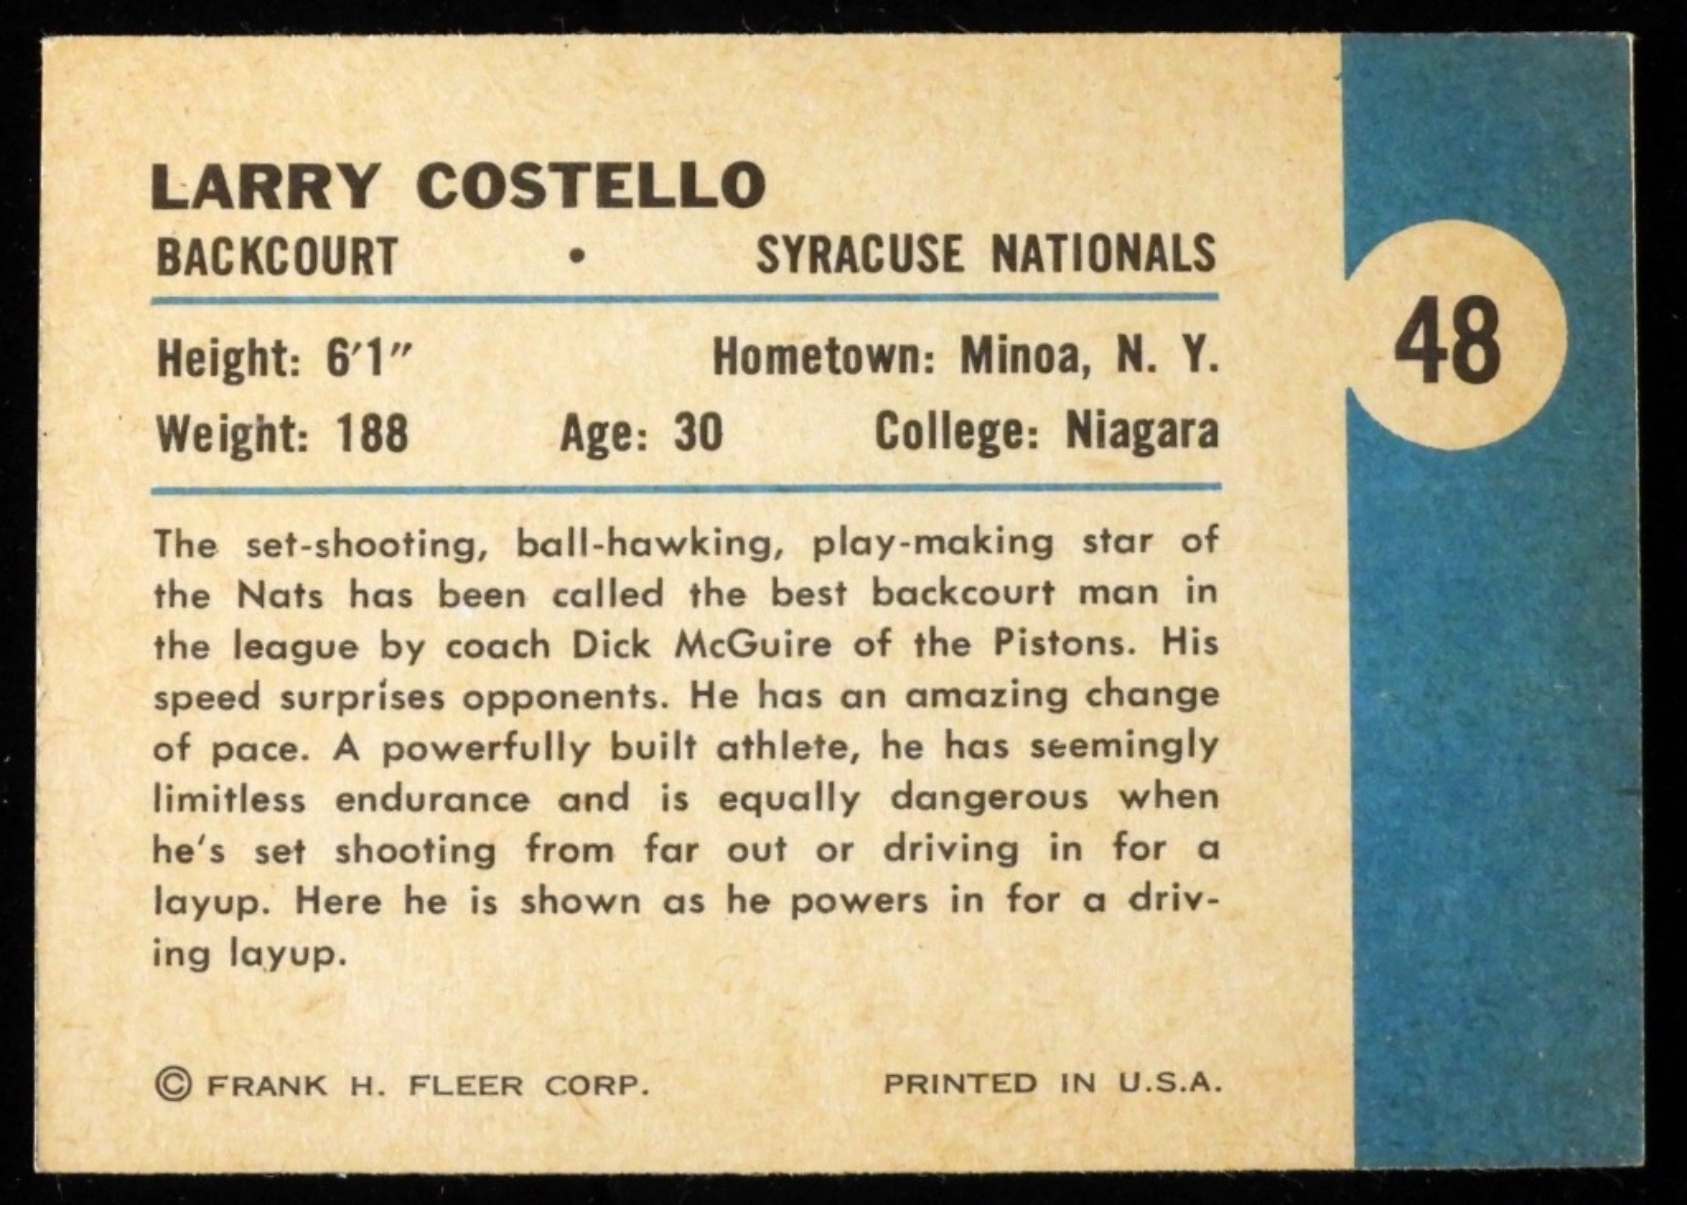 LARRY COSTELLO
BACKCOURT • SYRACUSE NATIONALS
Height: 6′1″ Hometown: Minoa, N. Y.
Weight: 188 Age: 30 College: Niagara
48
The set-shooting, ball-hawking, play-making star of
the Nats has been called the best backcourt man in
the league by coach Dick McGuire of the Pistons. His
speed surprises opponents. He has an amazing change
of pace. A powerfully built athlete, he has seemingly
limitless endurance and is equally dangerous when
he's set shooting from far out or driving in for a
layup. Here he is shown as he powers in for a driv-
ing layup.
© FRANK H. FLEER CORP. PRINTED IN U.S.A.